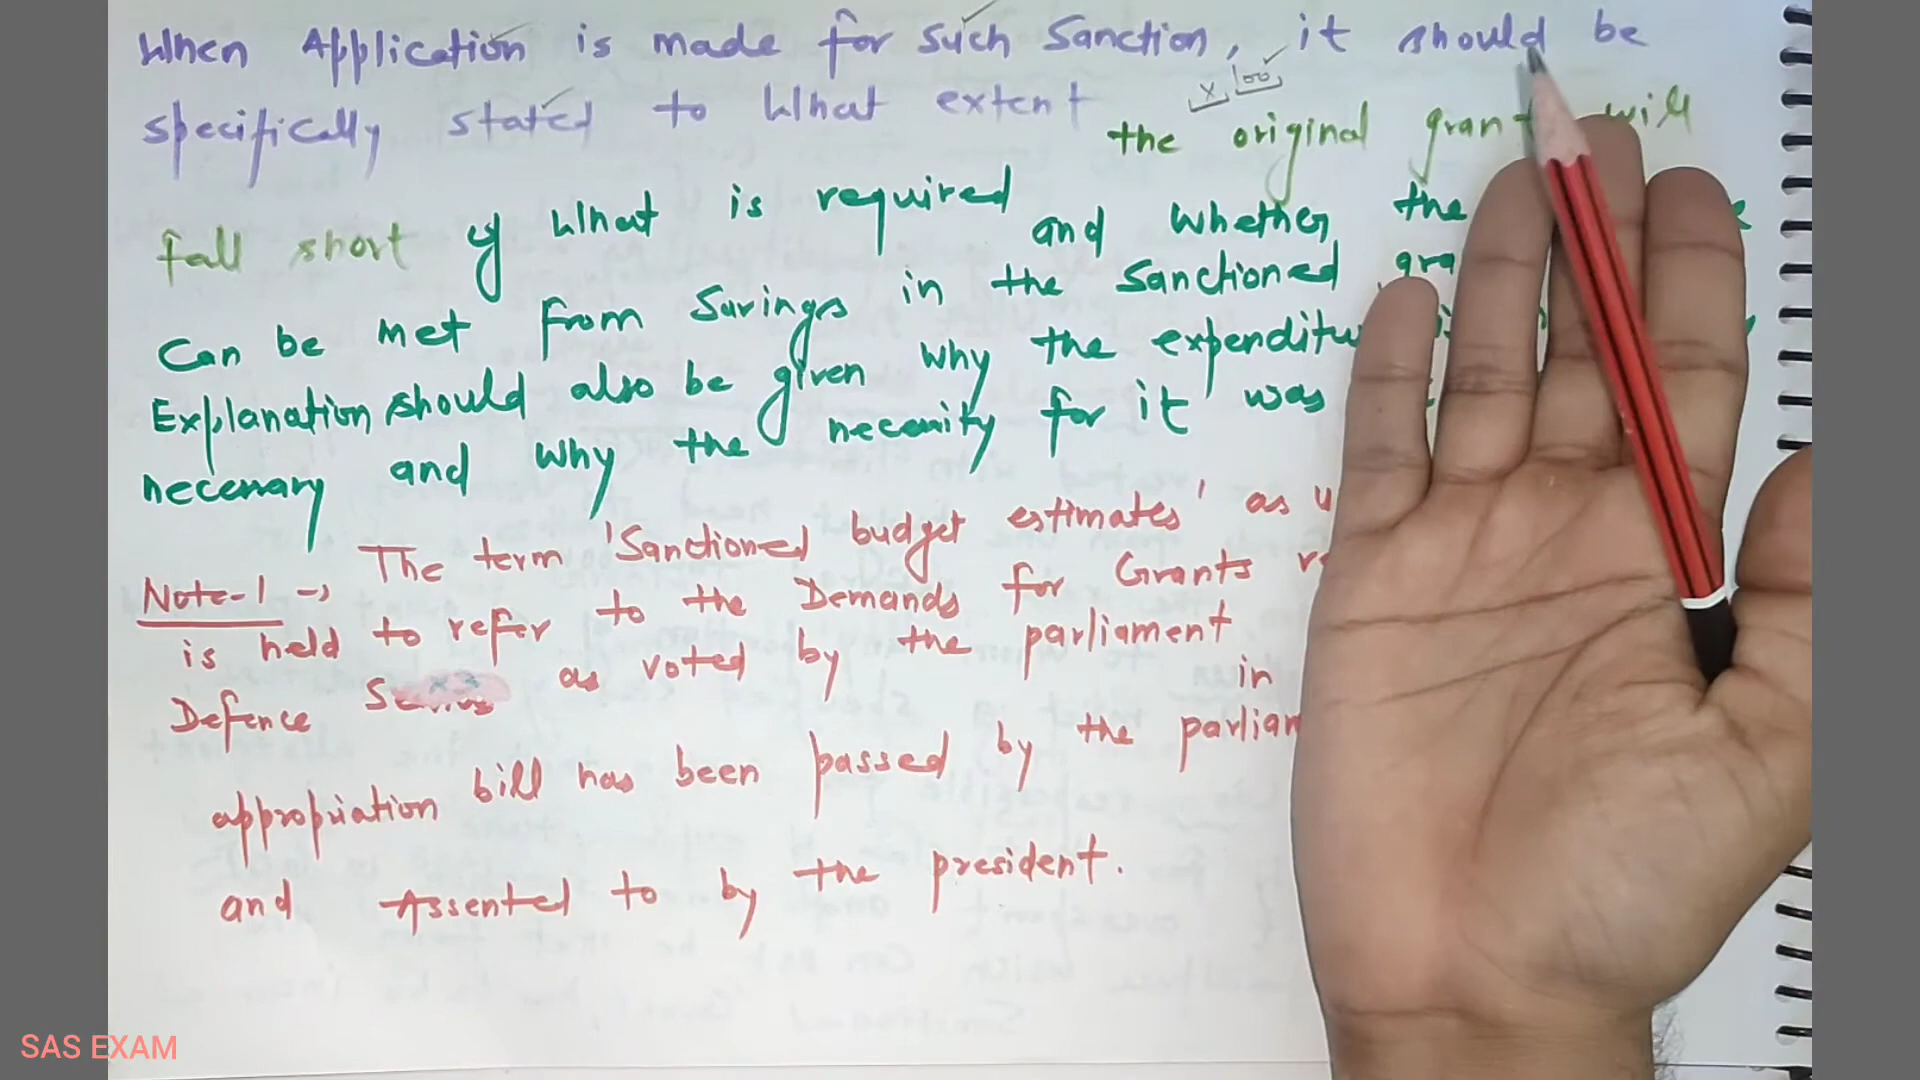 When Application is made for such Sanction, it should be
x 100
specifically stated to what extent the original grant will
fall short of what is required and whether the
Can be met from Savings in the Sanctioned gra
Explanation should also be given why the expenditu
necessary and why the necessity for it was
Note-1 → The term 'Sanctioned budget estimates' as u
is held to refer to the Demands for Grants re
Defence as voted by the parliament in
appropriation bill has been passed by the parliam
and Assented to by the president.
SAS EXAM